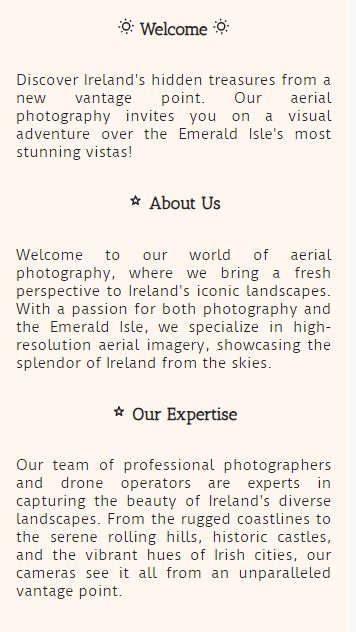 Welcome
Discover Ireland's hidden treasures from a
new vantage point. Our aerial
photography invites you on a visual
adventure over the Emerald Isle's most
stunning vistas!
About Us
Welcome to our world of aerial
photography, where we bring a fresh
perspective to Ireland's iconic landscapes.
With a passion for both photography and
the Emerald Isle, we specialize in high-
resolution aerial imagery, showcasing the
splendor of Ireland from the skies.
Our Expertise
Our team of professional photographers
and drone operators are experts in
capturing the beauty of Ireland's diverse
landscapes. From the rugged coastlines to
the serene rolling hills, historic castles,
and the vibrant hues of Irish cities, our
cameras see it all from an unparalleled
vantage point.